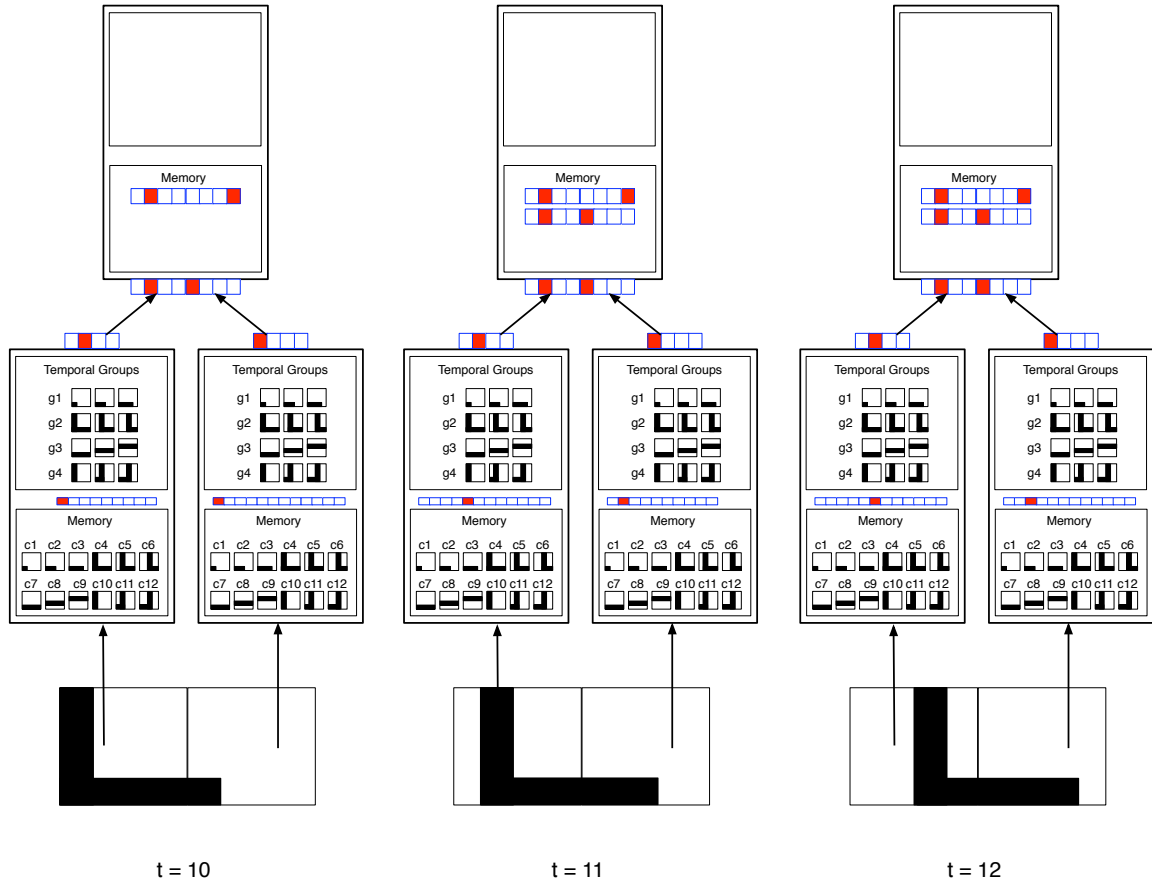 Memory
Memory
Memory
Temporal Groups
Temporal Groups
Temporal Groups
Temporal Groups
Temporal Groups
Temporal Groups
g1
g1
g1
g1
g1
g1
g2
g2
g2
g2
g2
g2
g3
g3
g3
g3
g3
g3
g4
g4
g4
g4
g4
g4
Memory
Memory
Memory
Memory
Memory
Memory
c1 c2 c3 c4 c5 c6
c1 c2 c3 c4 c5 c6
c1 c2 c3 c4 c5 c6
c1 c2 c3 c4 c5 c6
c1 c2 c3 c4 c5 c6
c1 c2 c3 c4 c5 c6
c7 c8 c9 c10 c11 c12
c7 c8 c9 c10 c11 c12
c7 c8 c9 c10 c11 c12
c7 c8 c9 c10 c11 c12
c7 c8 c9 c10 c11 c12
c7 c8 c9 c10 c11 c12
t = 10
t = 11
t = 12